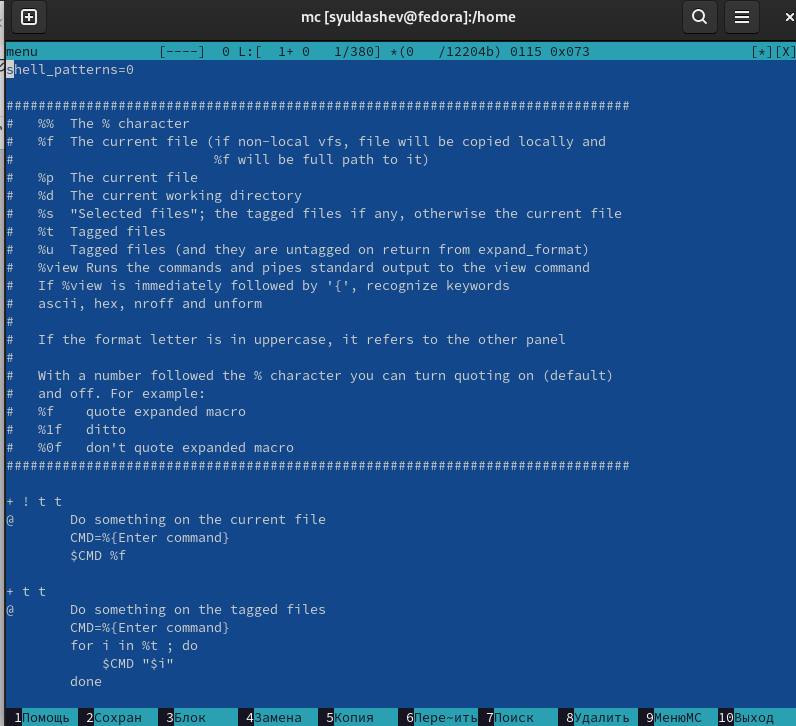 mc [syuldashev@fedora]:/home
menu [----] 0 L:[ 1+ 0 1/380] *(0 /12204b) 0115 0x073 [*][X]
shell_patterns=0
##############################################################################
# %% The % character
# %f The current file (if non-local vfs, file will be copied locally and
# %f will be full path to it)
# %p The current file
# %d The current working directory
# %s "Selected files"; the tagged files if any, otherwise the current file
# %t Tagged files
# %u Tagged files (and they are untagged on return from expand_format)
# %view Runs the commands and pipes standard output to the view command
# If %view is immediately followed by '{', recognize keywords
# ascii, hex, nroff and unform
#
# If the format letter is in uppercase, it refers to the other panel
#
# With a number followed the % character you can turn quoting on (default)
# and off. For example:
# %f quote expanded macro
# %1f ditto
# %0f don't quote expanded macro
##############################################################################
+ ! t t
@ Do something on the current file
CMD=%{Enter command}
$CMD %f
+ t t
@ Do something on the tagged files
CMD=%{Enter command}
for i in %t ; do
$CMD "$i"
done
1Помощь 2Сохран 3Блок 4Замена 5Копия 6Пере~ить 7Поиск 8Удалить 9МенюMC 10Выход